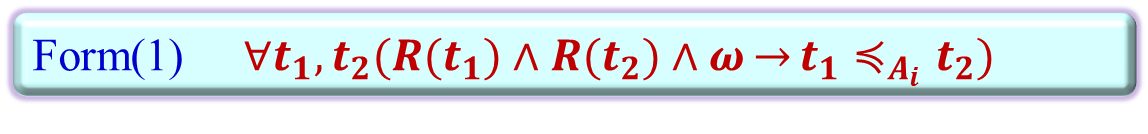 Form(1) ∀t₁, t₂(R(t₁) ∧ R(t₂) ∧ ω → t₁ ≼_{A_i} t₂)